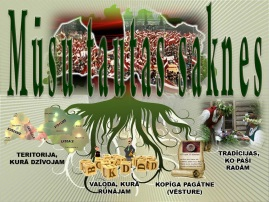 Mūsu tautas saknes
TERITORIJA,
KURĀ DZĪVOJAM
VALODA, KURĀ
RUNĀJAM
KOPĪGA PAGĀTNE
(VĒSTURE)
TRADĪCIJAS,
KO PAŠI
RADĀM